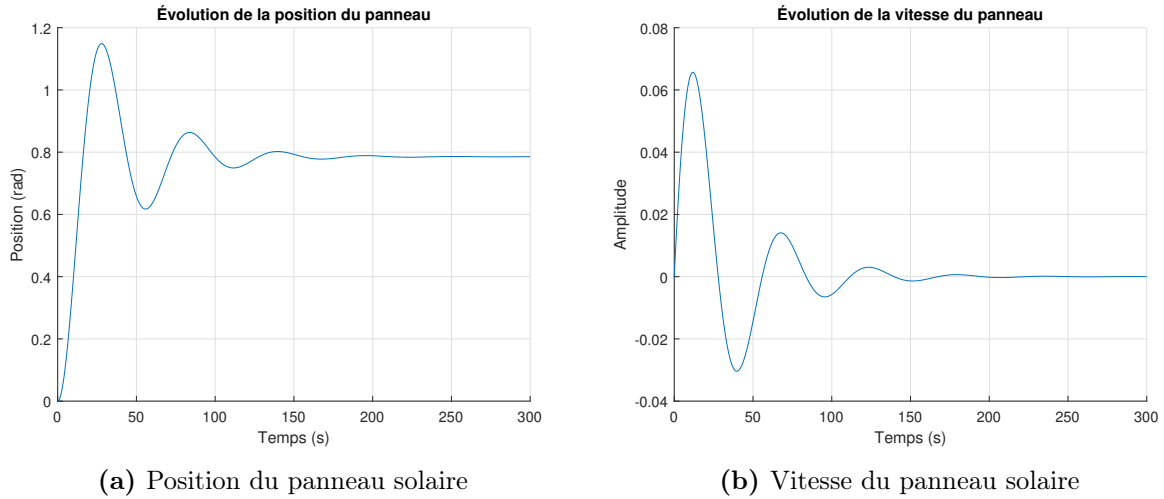 Évolution de la position du panneau
1.2
1
0.8
0.6
0.4
0.2
0
Position (rad)
0 50 100 150 200 250 300
Temps (s)
(a) Position du panneau solaire
Évolution de la vitesse du panneau
0.08
0.06
0.04
0.02
0
-0.02
-0.04
Amplitude
0 50 100 150 200 250 300
Temps (s)
(b) Vitesse du panneau solaire